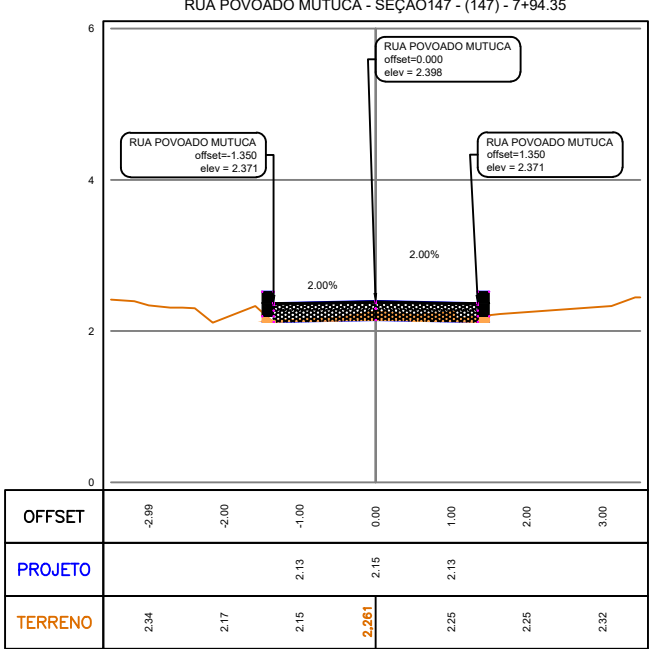 RUA POVOADO MUTUCA - SEÇÃO147 - (147) - 7+94.35
6
RUA POVOADO MUTUCA
offset=0.000
elev = 2.398
RUA POVOADO MUTUCA
offset=-1.350
elev = 2.371
RUA POVOADO MUTUCA
offset=1.350
elev = 2.371
4
2.00%
2.00%
2
0
OFFSET -2.99 -2.00 -1.00 0.00 1.00 2.00 3.00
PROJETO 2.13 2.15 2.13
TERRENO 2.34 2.17 2.15 2,261 2.25 2.25 2.32